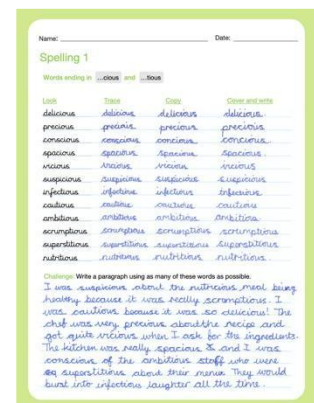 Name: Date:
Spelling 1
Words ending in ...cious and ...tious
Look Trace Copy Cover and write
delicious delicious delicious delicious
precious precious precious precious
conscious conscious concious concious
spacious spacious spacious spacious
vicious vicious vicious vicious
suspicious suspicious suspicious suspicious
infectious infectious infectious infectious
cautious cautious cautious cautious
ambitious ambitious ambitious ambitious
scrumptious scrumptious scrumptious scrumptious
superstitious superstitious superstitious superstitious
nutritious nutritious nutritious nutritious
Challenge: Write a paragraph using as many of these words as possible.
I was suspicious about the nutricious meal being
healthy because it was really scromptious. I
was cautious because it was so delicious! The
chef was very precious about the recipe and
got quite vicious when I ask for the ingredients.
The kitchen was really spacious & and I was
conscious of the ambitious staff who were
superstitious about their menus. They would
burst into infectious laughter all the time.